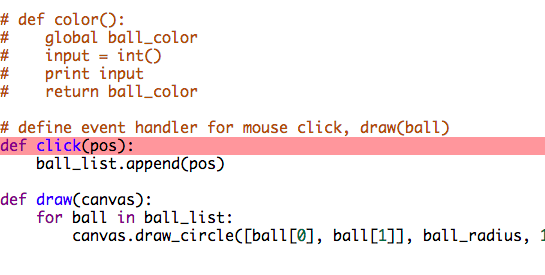 # def color():
#    global ball_color
#    input = int()
#    print input
#    return ball_color
# define event handler for mouse click, draw(ball)
def click(pos):
    ball_list.append(pos)
def draw(canvas):
    for ball in ball_list:
        canvas.draw_circle([ball[0], ball[1]], ball_radius,